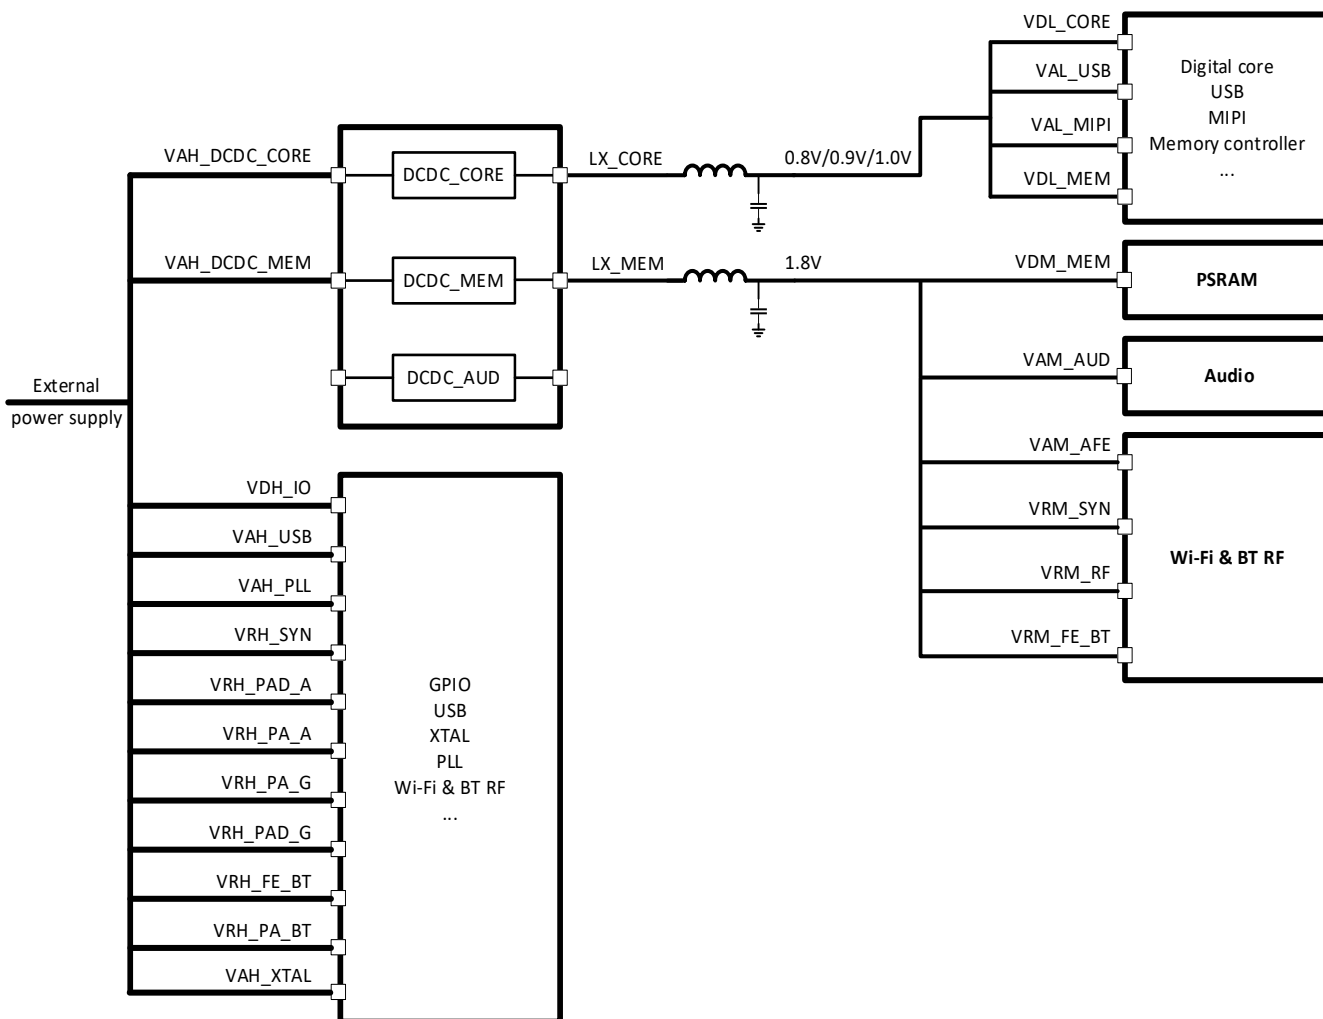 External
power supply
VAH_DCDC_CORE
VAH_DCDC_MEM
DCDC_CORE
DCDC_MEM
DCDC_AUD
LX_CORE
0.8V/0.9V/1.0V
LX_MEM
1.8V
VDL_CORE
VAL_USB
VAL_MIPI
VDL_MEM
Digital core
USB
MIPI
Memory controller
...
VDM_MEM
PSRAM
VAM_AUD
Audio
VAM_AFE
VRM_SYN
VRM_RF
VRM_FE_BT
Wi-Fi & BT RF
VDH_IO
VAH_USB
VAH_PLL
VRH_SYN
VRH_PAD_A
VRH_PA_A
VRH_PA_G
VRH_PAD_G
VRH_FE_BT
VRH_PA_BT
VAH_XTAL
GPIO
USB
XTAL
PLL
Wi-Fi & BT RF
...